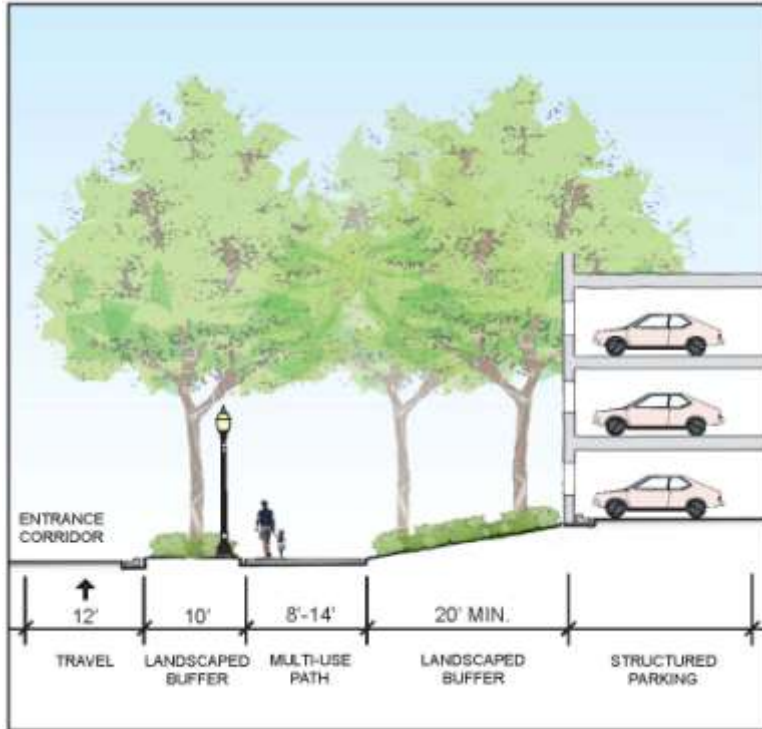 ENTRANCE
CORRIDOR
12'
10'
8'-14'
20' MIN.
TRAVEL
LANDSCAPED
BUFFER
MULTI-USE
PATH
LANDSCAPED
BUFFER
STRUCTURED
PARKING